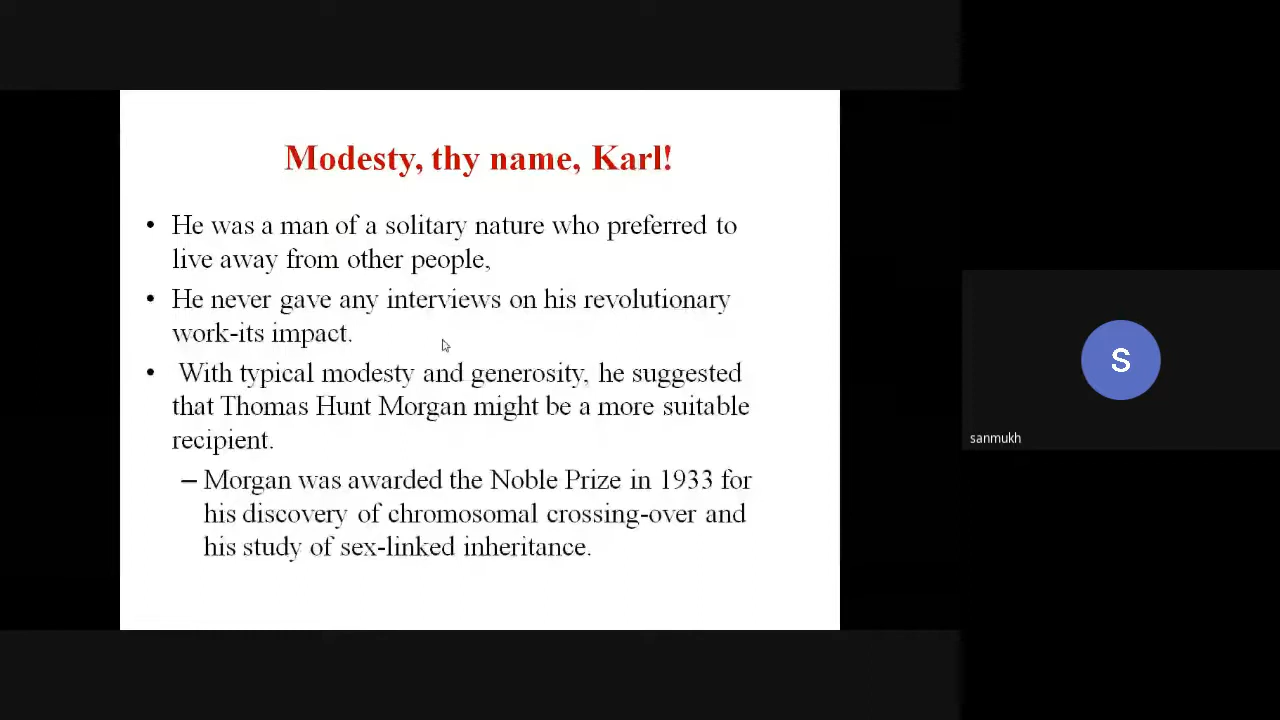 Modesty, thy name, Karl!
• He was a man of a solitary nature who preferred to
live away from other people,
• He never gave any interviews on his revolutionary
work-its impact.
• With typical modesty and generosity, he suggested
that Thomas Hunt Morgan might be a more suitable
recipient.
– Morgan was awarded the Noble Prize in 1933 for
his discovery of chromosomal crossing-over and
his study of sex-linked inheritance.
S
sanmukh